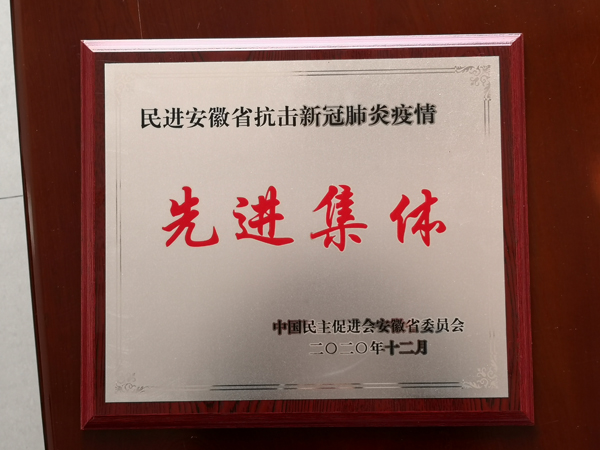 民进安徽省抗击新冠肺炎疫情
先进集体
中国民主促进会安徽省委员会
二〇二〇年十二月